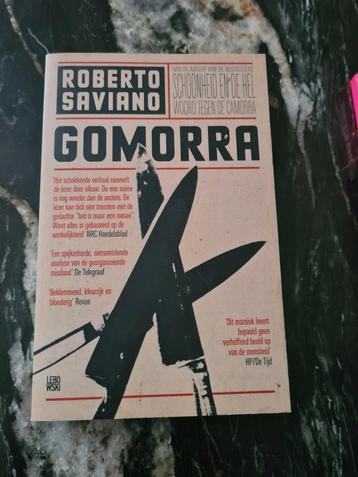 ROBERTO
SAVIANO
VAN DE AUTEUR VAN DE BESTSELLERS
SCHOONHEID EN DE HEL
WOORD TEGEN DE CAMORRA
GOMORRA
'Het schokkende verhaal rammelt
de lezer door elkaar. De ene scène
is nog wreder dan de andere. De
lezer kan zich niet troosten met de
gedachte "het is maar een roman".
Want alles is gebaseerd op de
werkelijkheid' NRC Handelsblad
'Een spijkerharde, nietsontziende
analyse van de georganiseerde
misdaad' De Telegraaf
'Beklemmend, kleurrijk en
bloederig' Revue
'Dit mozaïek levert
bepaald geen
verheffend beeld op
van de mensheid'
HP/De Tijd
LEBO
WSKI